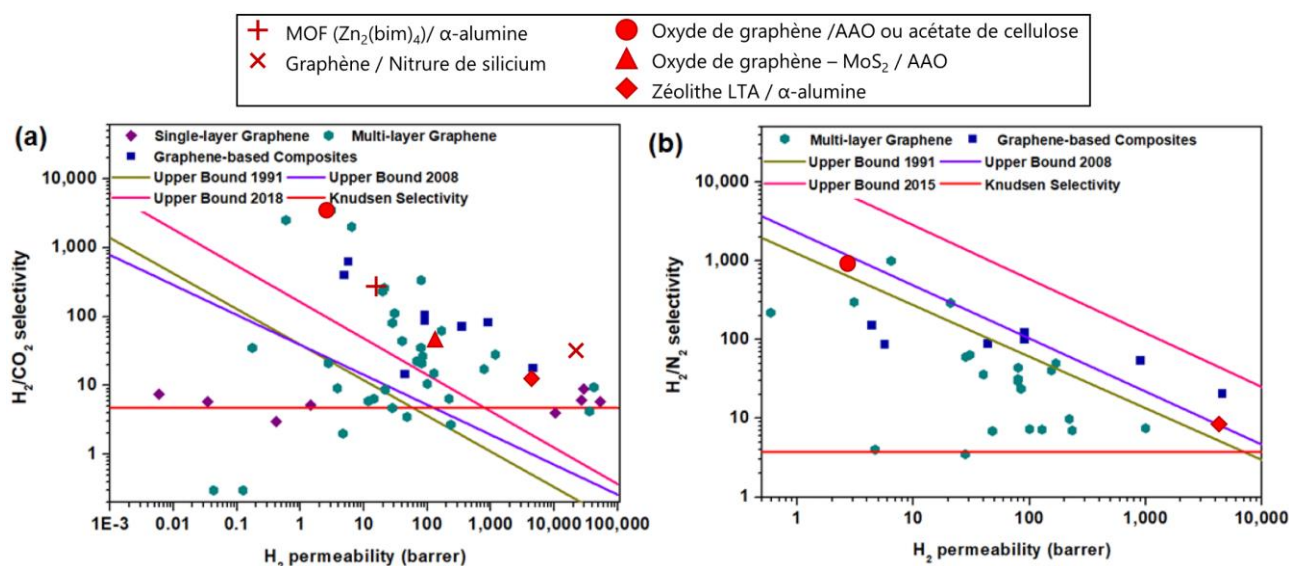 MOF (Zn₂(bim)₄)/ α-alumine
Graphène / Nitrure de silicium
Oxyde de graphène /AAO ou acétate de cellulose
Oxyde de graphène – MoS₂ / AAO
Zéolithe LTA / α-alumine
(a)
Single-layer Graphene Multi-layer Graphene
Graphene-based Composites
Upper Bound 1991 Upper Bound 2008
Upper Bound 2018 Knudsen Selectivity
H₂/CO₂ selectivity
10,000
1,000
100
10
1
1E-3 0.01 0.1 1 10 100 1,000 10,000 100,000
H₂ permeability (barrer)
(b)
Multi-layer Graphene Graphene-based Composites
Upper Bound 1991 Upper Bound 2008
Upper Bound 2015 Knudsen Selectivity
H₂/N₂ selectivity
10,000
1,000
100
10
1
1 10 100 1,000 10,000
H₂ permeability (barrer)